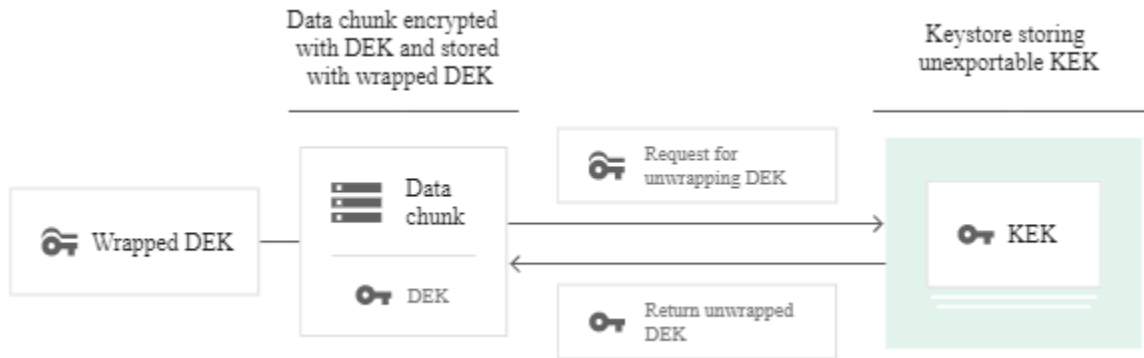 Data chunk encrypted
with DEK and stored
with wrapped DEK
Keystore storing
unexportable KEK
Request for
unwrapping DEK
Data
chunk
Wrapped DEK
KEK
DEK
Return unwrapped
DEK